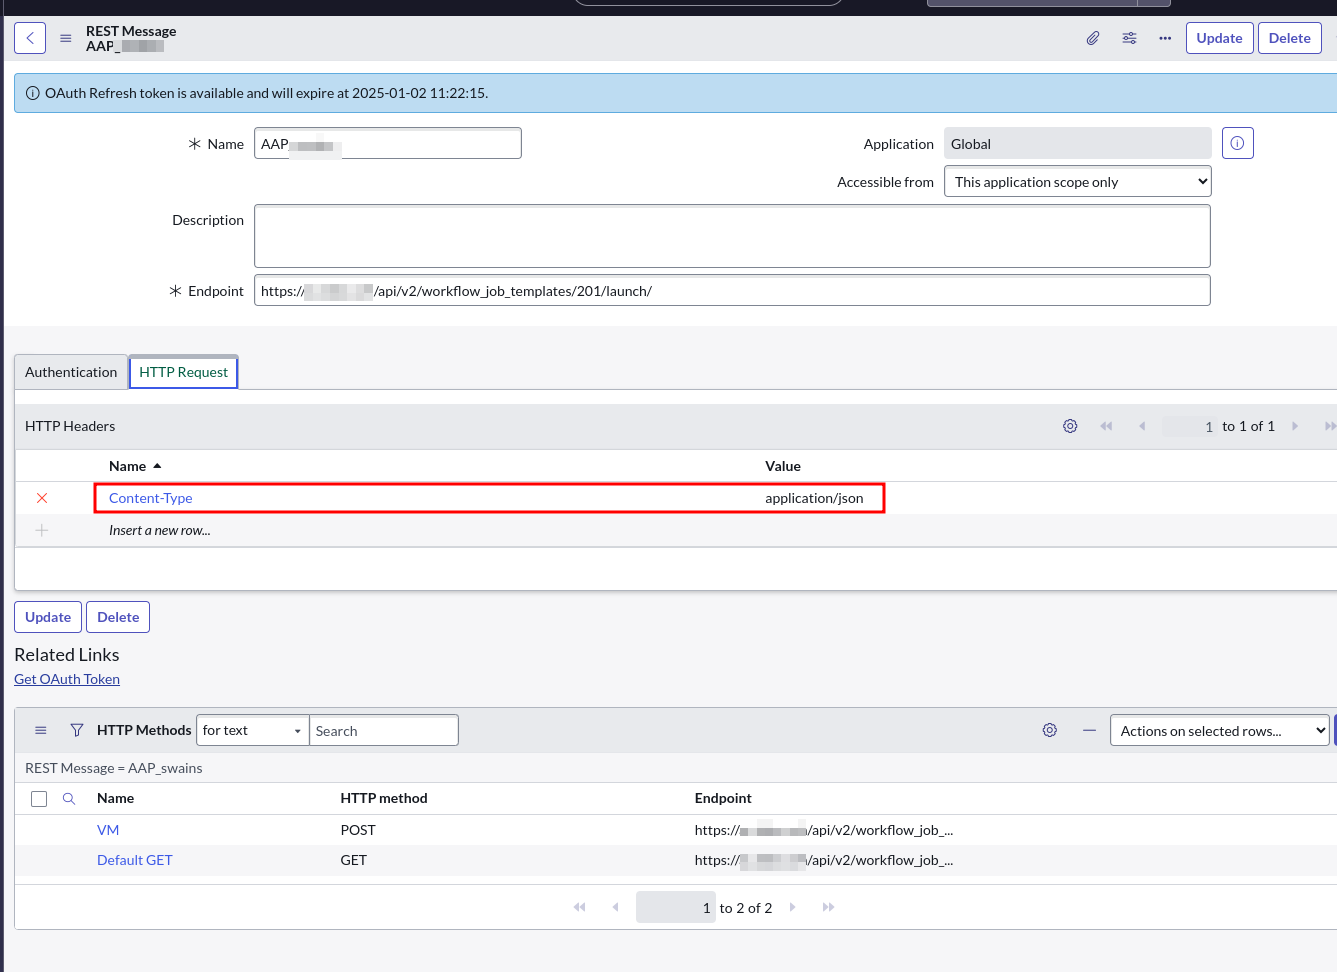 REST Message
AAP_
Update
Delete
OAuth Refresh token is available and will expire at 2025-01-02 11:22:15.
Name
AAP
Application
Global
Accessible from
This application scope only
Description
Endpoint
https:// /api/v2/workflow_job_templates/201/launch/
Authentication
HTTP Request
HTTP Headers
1 to 1 of 1
Name
Value
Content-Type
application/json
Insert a new row...
Update
Delete
Related Links
Get OAuth Token
HTTP Methods
for text
Search
Actions on selected rows...
REST Message = AAP_swains
Name
HTTP method
Endpoint
VM
POST
https:// /api/v2/workflow_job_...
Default GET
GET
https:// /api/v2/workflow_job_...
1 to 2 of 2